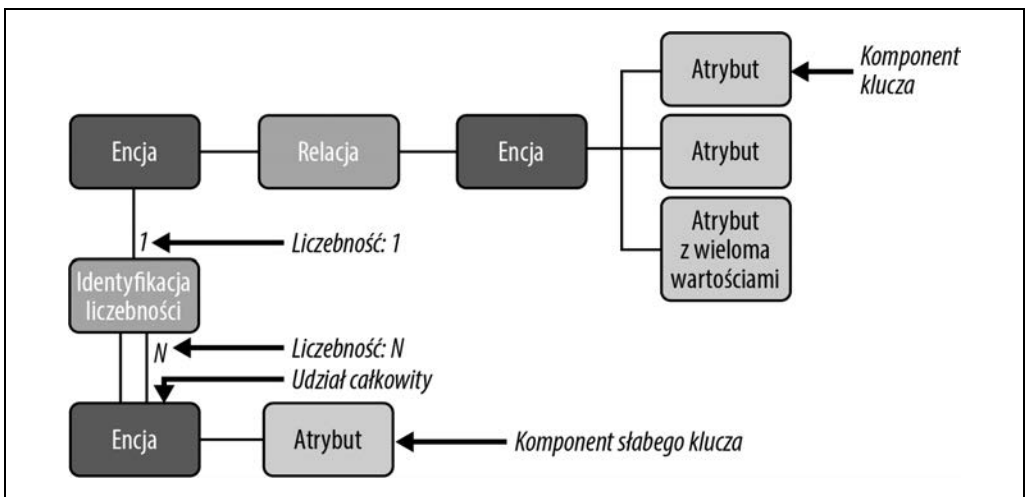 Atrybut
Komponent
klucza
Encja
Relacja
Encja
Atrybut
Atrybut
z wieloma
wartościami
1
Liczebność: 1
Identyfikacja
liczebności
N
Liczebność: N
Udział całkowity
Encja
Atrybut
Komponent słabego klucza